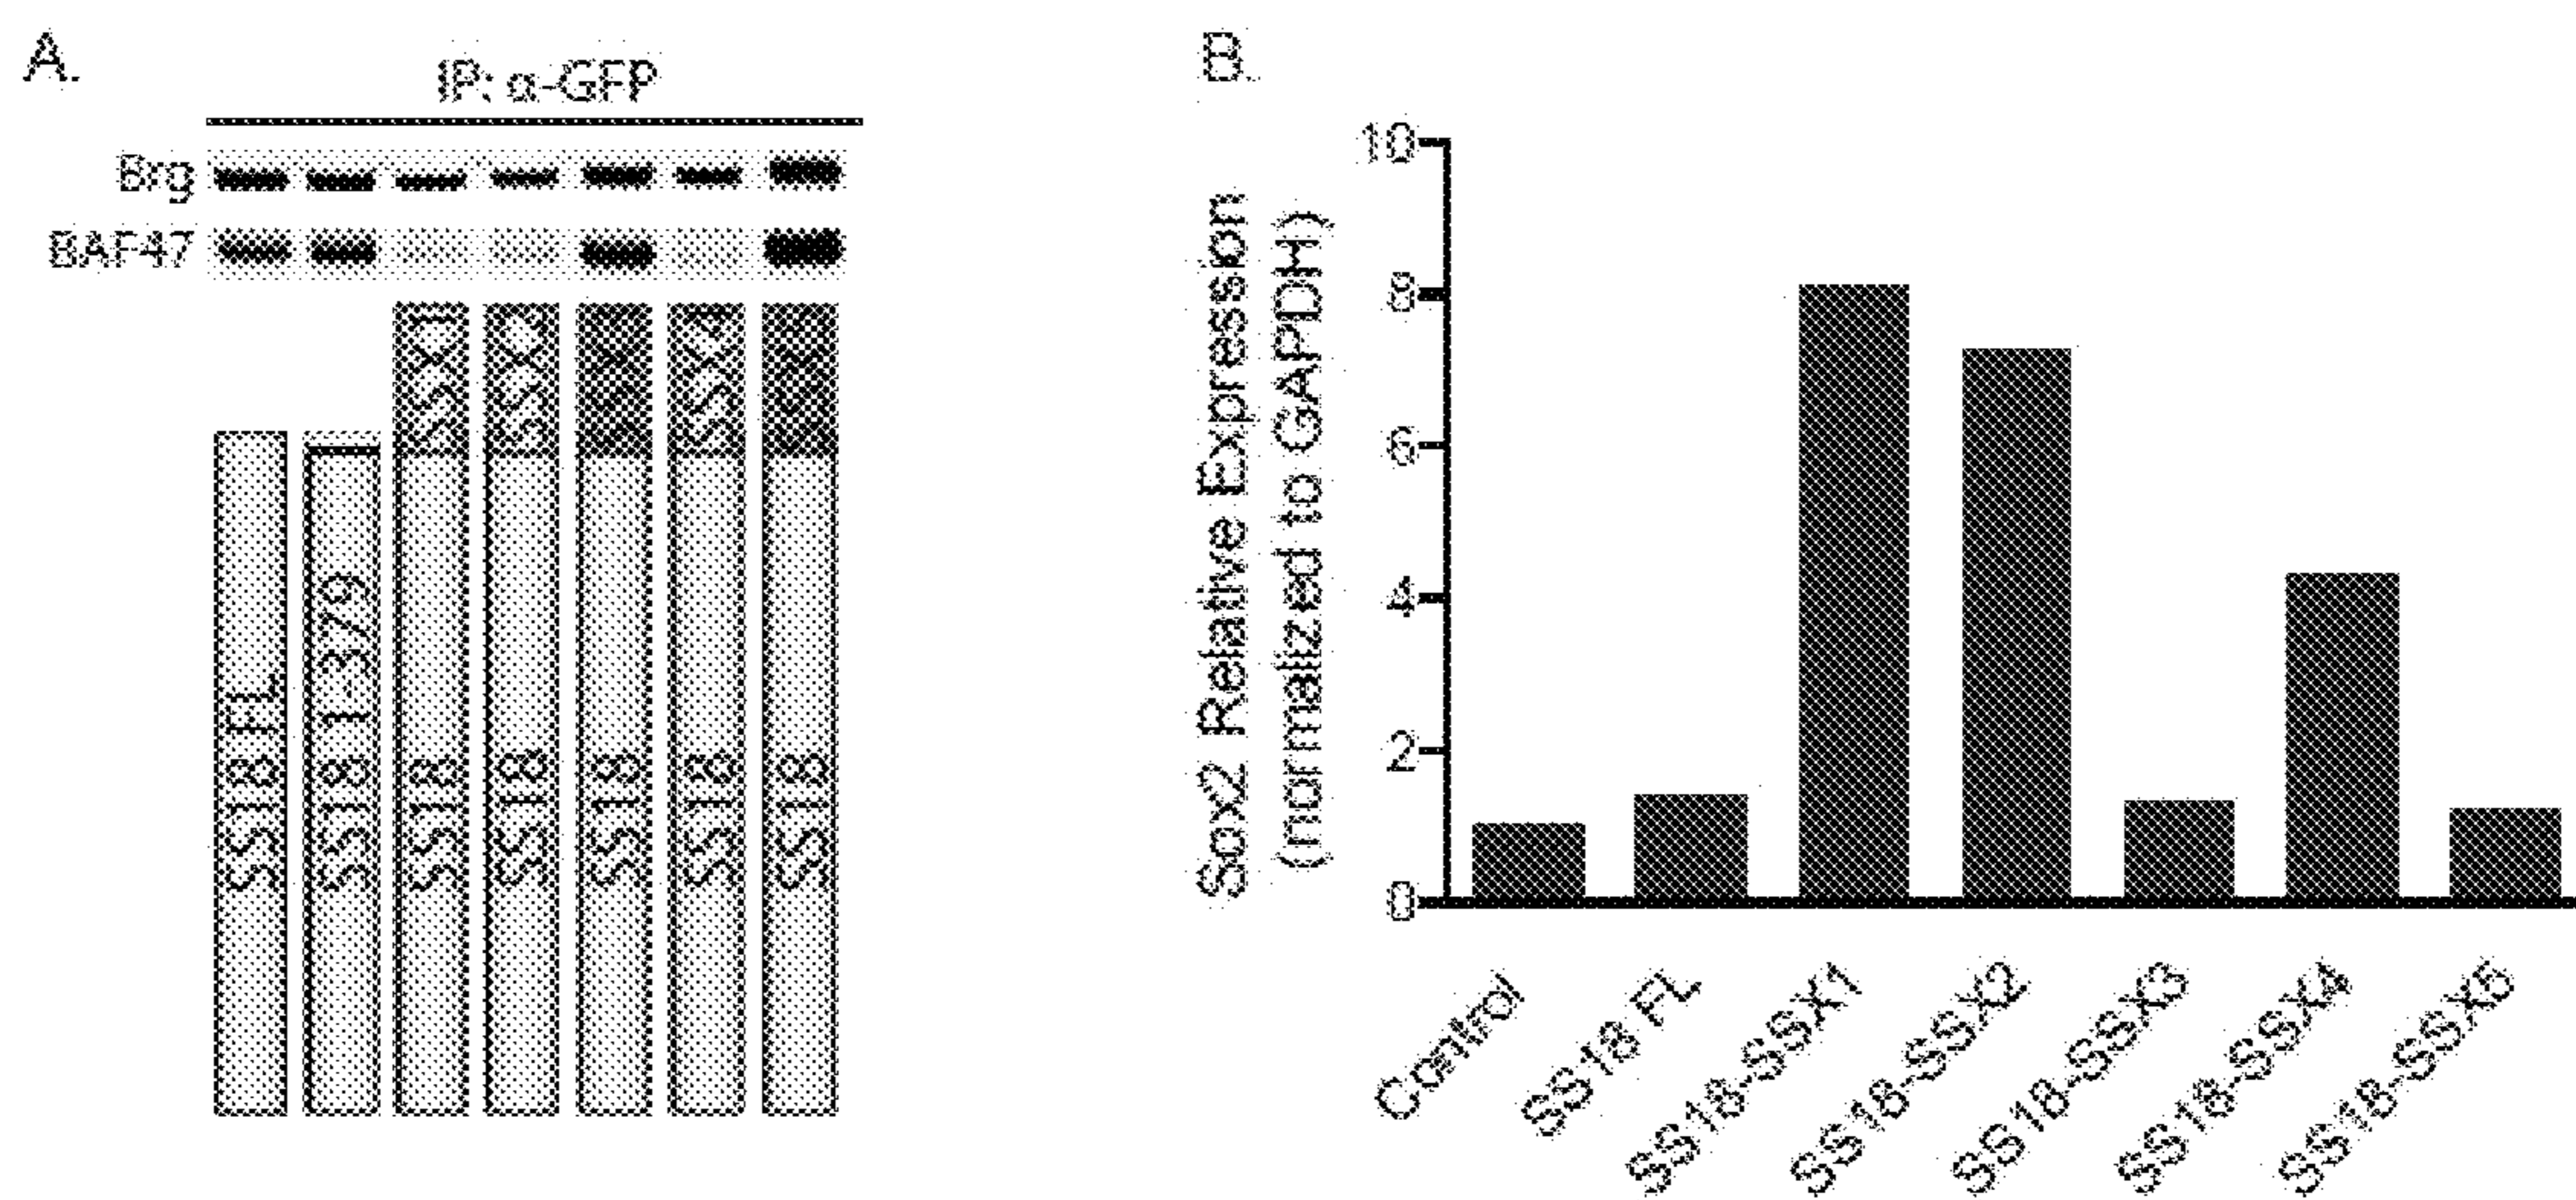 A.
IP: α-GFP
Brg
BAF47
SS18 FL
SS18 1-379
SS18 SSX1
SS18 SSX2
SS18
SS18 SSX4
SS18
B.
Sox2 Relative Expression
(normalized to GAPDH)
10
8
6
4
2
0
Control
SS18 FL
SS18-SSX1
SS18-SSX2
SS18-SSX3
SS18-SSX4
SS18-SSX5